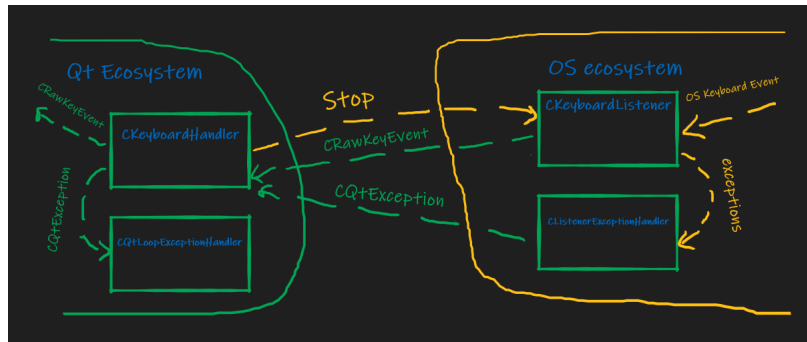 Qt Ecosystem
OS ecosystem
CRawKeyEvent
Stop
OS Keyboard Event
CKeyboardHandler
CKeyboardListener
CRawKeyEvent
CQtException
CQtException
exceptions
CQtLoopExceptionHandler
CListenerExceptionHandler